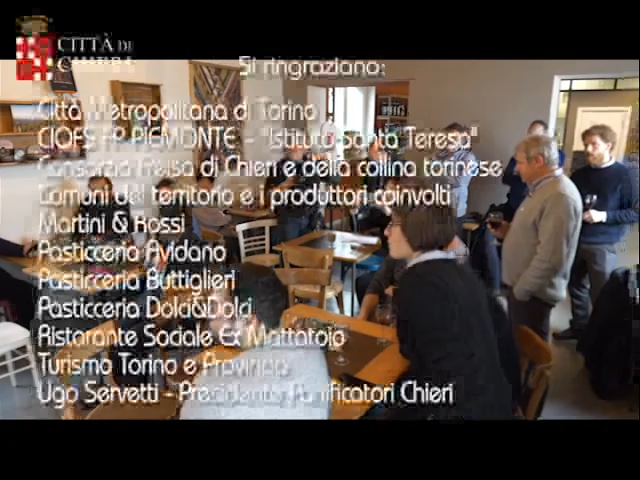 CITTÀ DI
CHIERI
Si ringraziano:
Città Metropolitana di Torino
CIOFS FP PIEMONTE - "Istituto Santa Teresa"
Consorzio Freisa di Chieri e della collina torinese
Comuni del territorio e i produttori coinvolti
Martini & Rossi
Pasticceria Avidano
Pasticceria Buttiglieri
Pasticceria Dolci&Dolci
Ristorante Sociale Ex Mattatoio
Turismo Torino e Provincia
Ugo Servetti - Presidente Panificatori Chieri